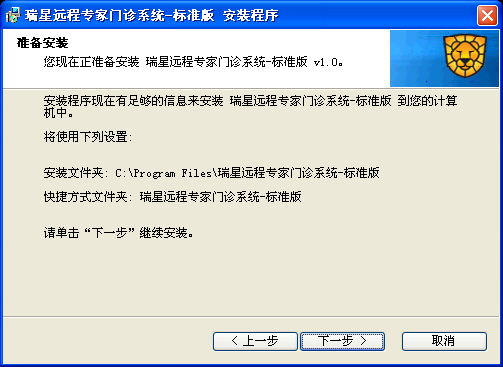 瑞星远程专家门诊系统-标准版 安装程序
准备安装
您现在正准备安装 瑞星远程专家门诊系统-标准版 v1.0。
安装程序现在有足够的信息来安装 瑞星远程专家门诊系统-标准版 到您的计算
机中。
将使用下列设置:
安装文件夹: C:\Program Files\瑞星远程专家门诊系统-标准版
快捷方式文件夹: 瑞星远程专家门诊系统-标准版
请单击“下一步”继续安装。
< 上一步
下一步 >
取消